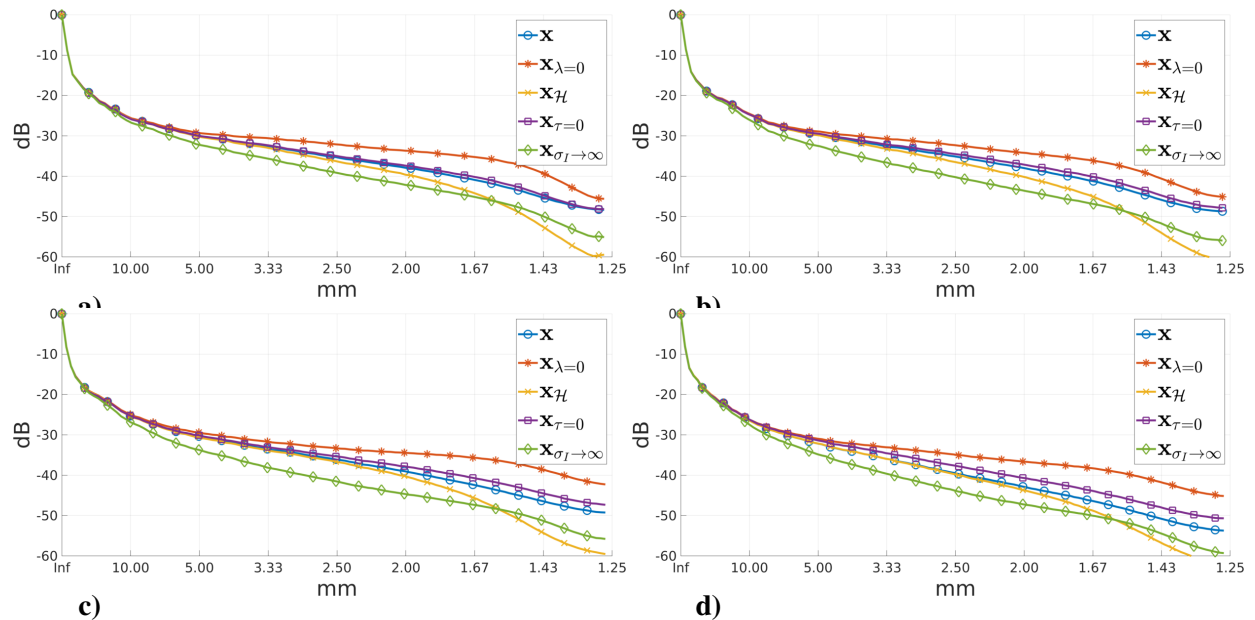 0
-10
-20
-30
-40
-50
-60
dB
Inf 10.00 5.00 3.33 2.50 2.00 1.67 1.43 1.25
mm
x
x_{λ=0}
x_ℋ
x_{τ=0}
x_{σ_I→∞}
a)
0
-10
-20
-30
-40
-50
-60
dB
Inf 10.00 5.00 3.33 2.50 2.00 1.67 1.43 1.25
mm
x
x_{λ=0}
x_ℋ
x_{τ=0}
x_{σ_I→∞}
b)
0
-10
-20
-30
-40
-50
-60
dB
Inf 10.00 5.00 3.33 2.50 2.00 1.67 1.43 1.25
mm
x
x_{λ=0}
x_ℋ
x_{τ=0}
x_{σ_I→∞}
c)
0
-10
-20
-30
-40
-50
-60
dB
Inf 10.00 5.00 3.33 2.50 2.00 1.67 1.43 1.25
mm
x
x_{λ=0}
x_ℋ
x_{τ=0}
x_{σ_I→∞}
d)